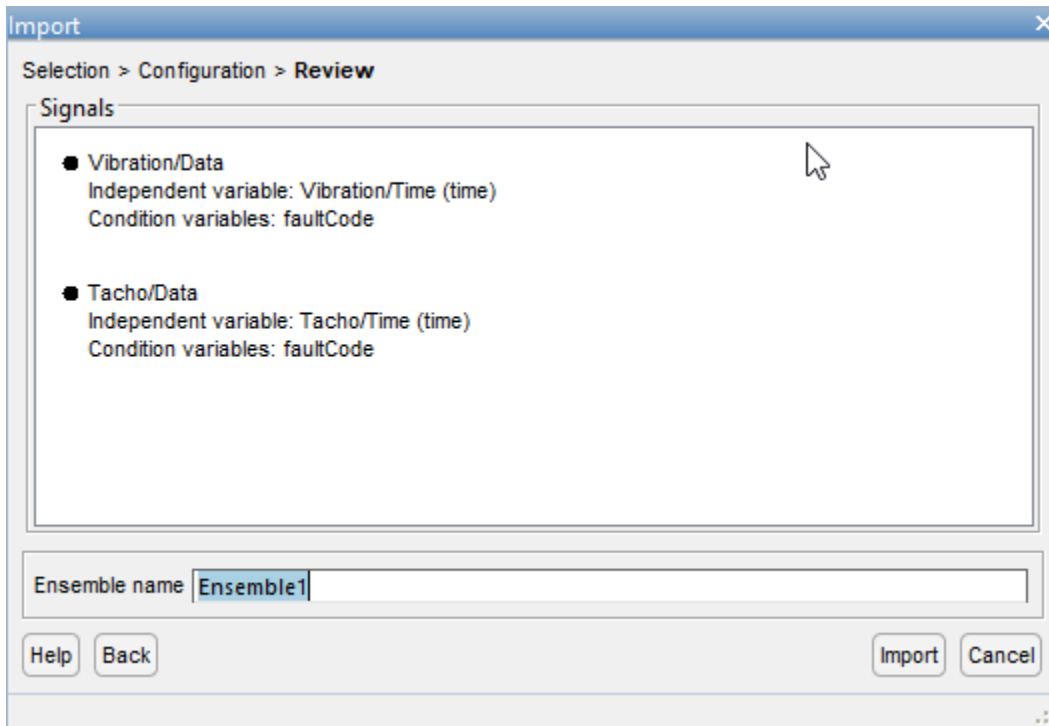 Import
Selection > Configuration > Review
Signals
Vibration/Data
Independent variable: Vibration/Time (time)
Condition variables: faultCode
Tacho/Data
Independent variable: Tacho/Time (time)
Condition variables: faultCode
Ensemble name Ensemble1
Help Back Import Cancel